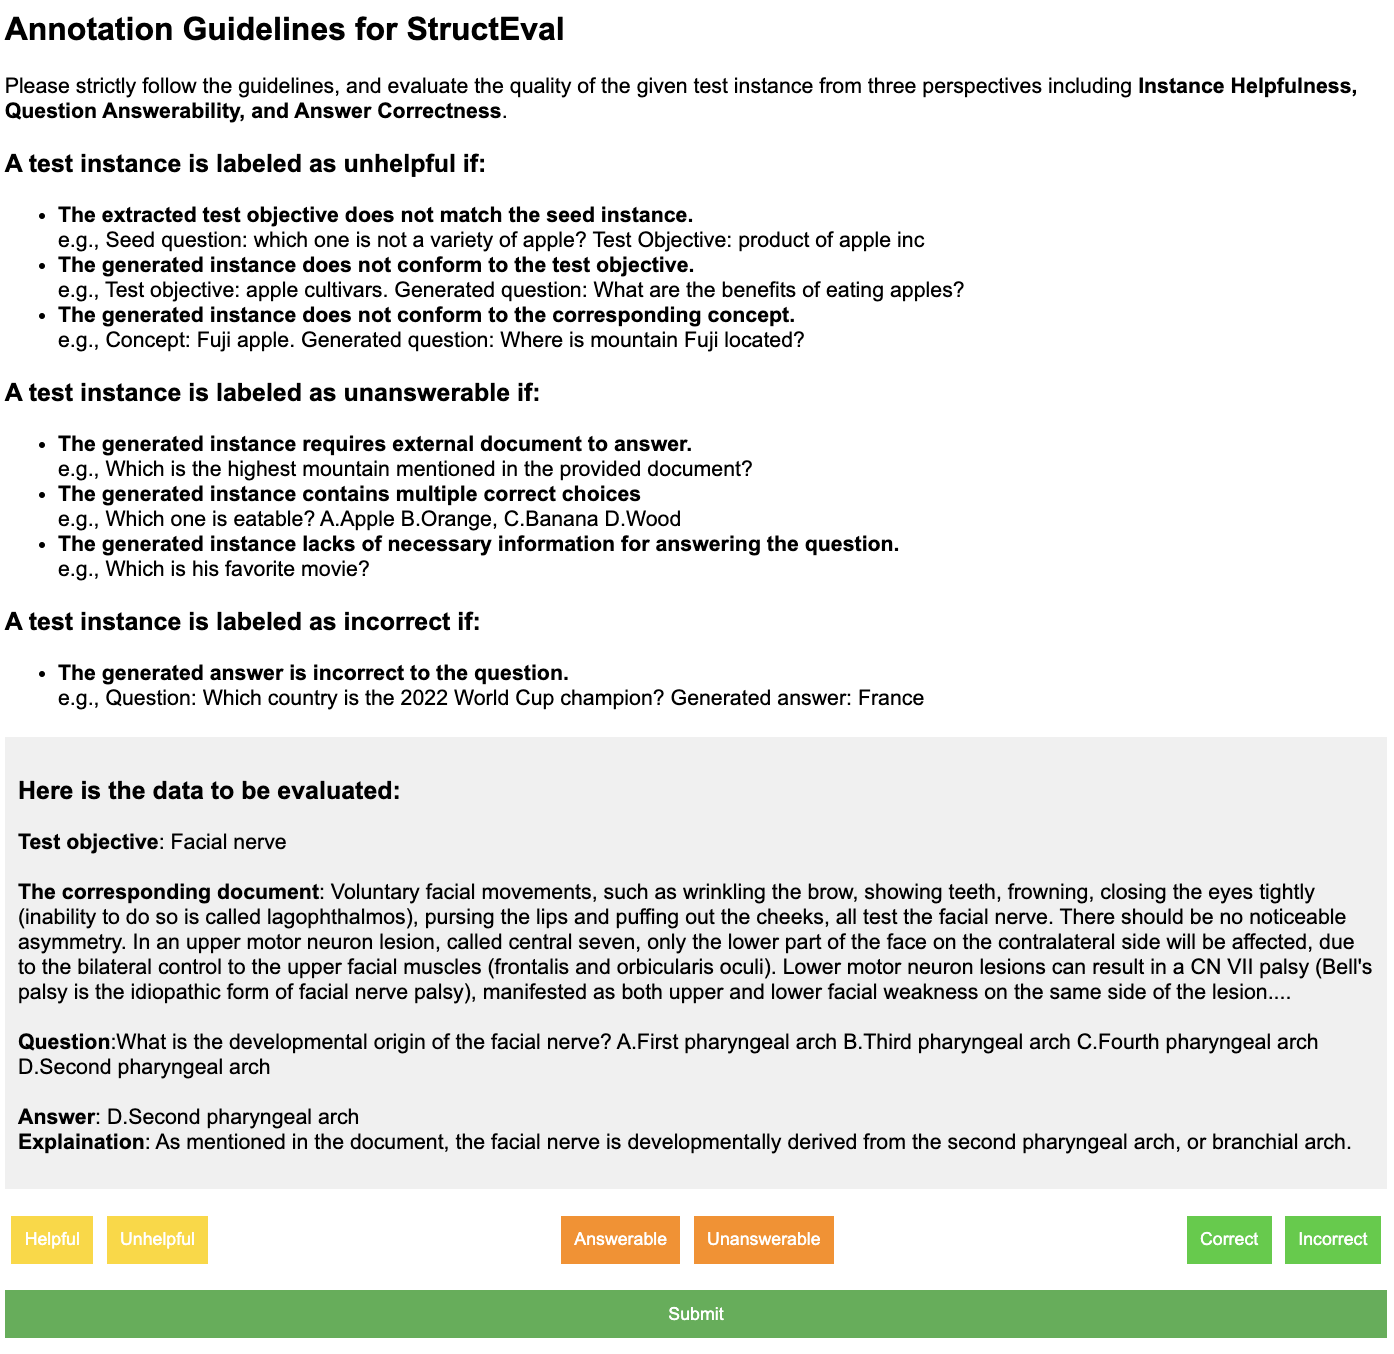 Annotation Guidelines for StructEval
Please strictly follow the guidelines, and evaluate the quality of the given test instance from three perspectives including Instance Helpfulness,
Question Answerability, and Answer Correctness.
A test instance is labeled as unhelpful if:
• The extracted test objective does not match the seed instance.
e.g., Seed question: which one is not a variety of apple? Test Objective: product of apple inc
• The generated instance does not conform to the test objective.
e.g., Test objective: apple cultivars. Generated question: What are the benefits of eating apples?
• The generated instance does not conform to the corresponding concept.
e.g., Concept: Fuji apple. Generated question: Where is mountain Fuji located?
A test instance is labeled as unanswerable if:
• The generated instance requires external document to answer.
e.g., Which is the highest mountain mentioned in the provided document?
• The generated instance contains multiple correct choices
e.g., Which one is eatable? A.Apple B.Orange, C.Banana D.Wood
• The generated instance lacks of necessary information for answering the question.
e.g., Which is his favorite movie?
A test instance is labeled as incorrect if:
• The generated answer is incorrect to the question.
e.g., Question: Which country is the 2022 World Cup champion? Generated answer: France
Here is the data to be evaluated:
Test objective: Facial nerve
The corresponding document: Voluntary facial movements, such as wrinkling the brow, showing teeth, frowning, closing the eyes tightly
(inability to do so is called lagophthalmos), pursing the lips and puffing out the cheeks, all test the facial nerve. There should be no noticeable
asymmetry. In an upper motor neuron lesion, called central seven, only the lower part of the face on the contralateral side will be affected, due
to the bilateral control to the upper facial muscles (frontalis and orbicularis oculi). Lower motor neuron lesions can result in a CN VII palsy (Bell's
palsy is the idiopathic form of facial nerve palsy), manifested as both upper and lower facial weakness on the same side of the lesion....
Question:What is the developmental origin of the facial nerve? A.First pharyngeal arch B.Third pharyngeal arch C.Fourth pharyngeal arch
D.Second pharyngeal arch
Answer: D.Second pharyngeal arch
Explaination: As mentioned in the document, the facial nerve is developmentally derived from the second pharyngeal arch, or branchial arch.
Helpful Unhelpful Answerable Unanswerable Correct Incorrect
Submit